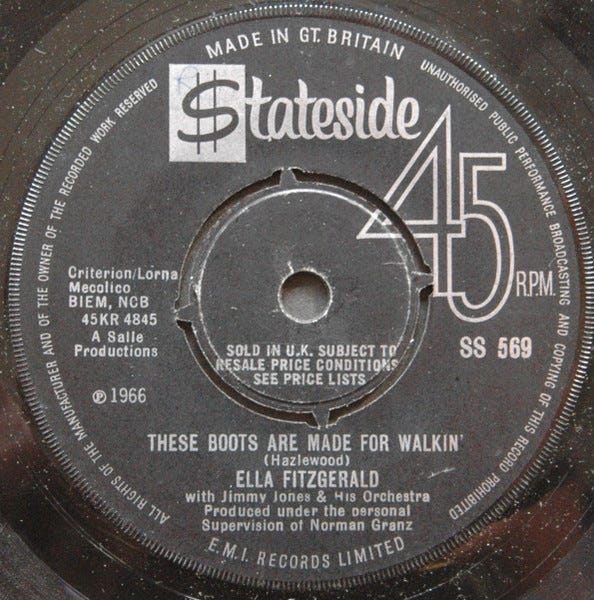 MADE IN GT. BRITAIN
UNAUTHORISED PUBLIC PERFORMANCE BROADCASTING AND COPYING OF THIS RECORD PROHIBITED
ALL RIGHTS OF THE MANUFACTURER AND OF THE OWNER OF THE RECORDED WORK RESERVED
$tateside
45
R.P.M.
Criterion/Lorna
Mecolico
BIEM, NCB
45KR 4845
A Salle
Productions
℗ 1966
SS 569
SOLD IN U.K. SUBJECT TO
RESALE PRICE CONDITIONS
SEE PRICE LISTS
THESE BOOTS ARE MADE FOR WALKIN'
(Hazlewood)
ELLA FITZGERALD
with Jimmy Jones & His Orchestra
Produced under the personal
Supervision of Norman Granz
E.M.I. RECORDS LIMITED